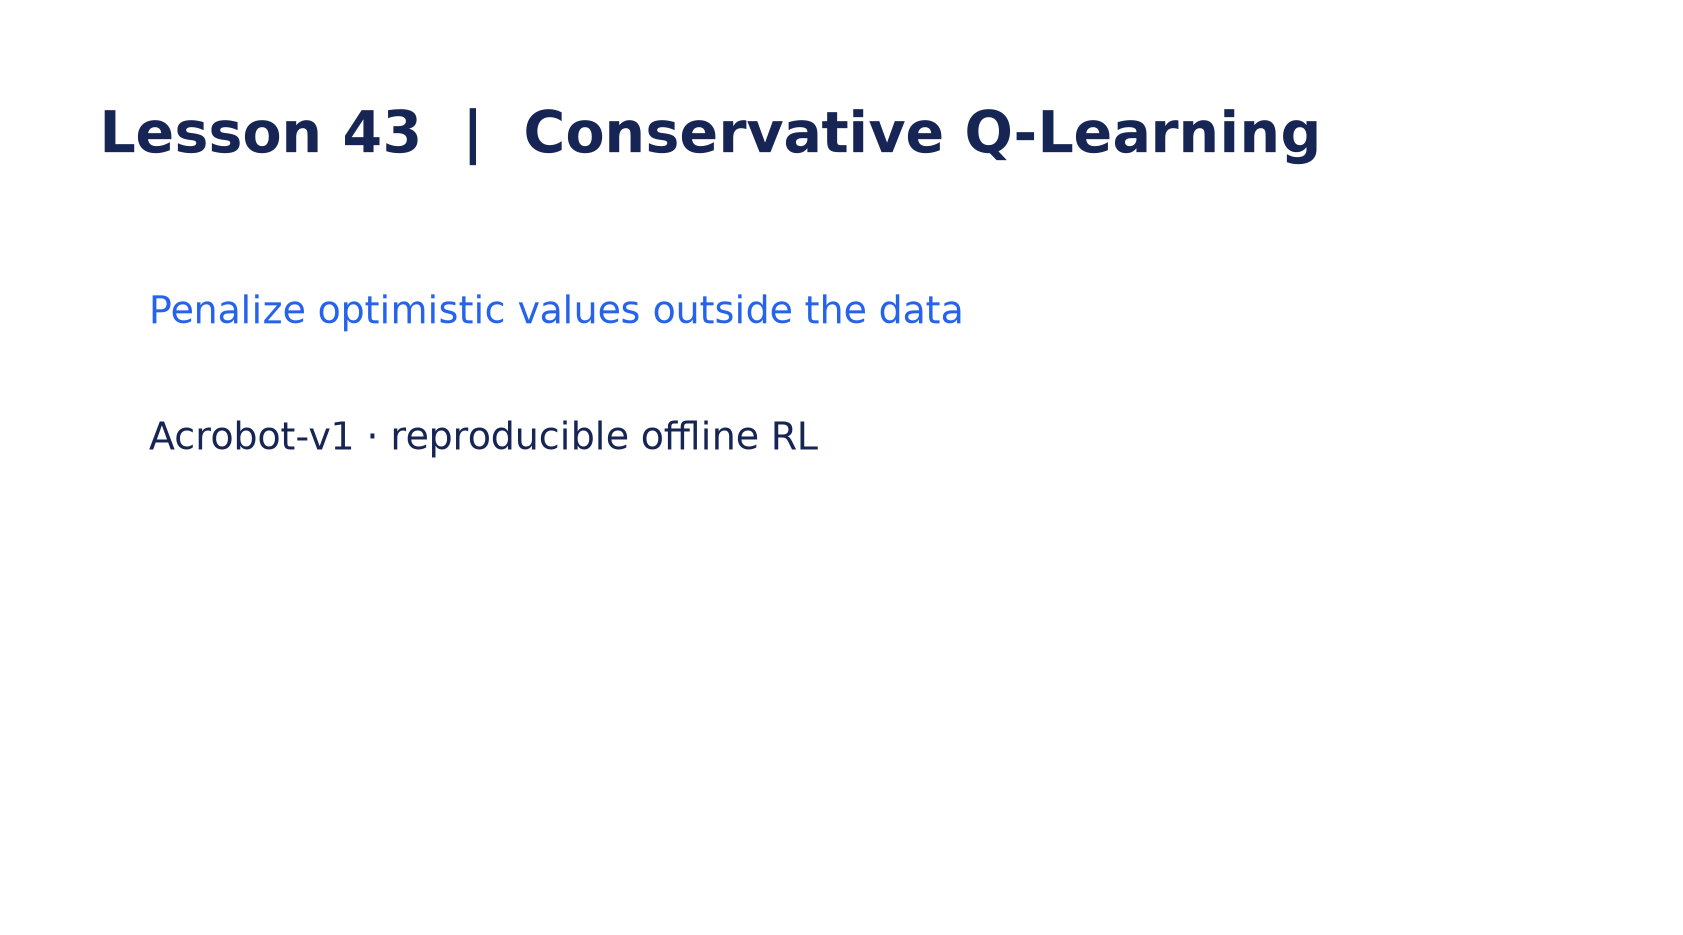 Lesson 43 | Conservative Q-Learning
Penalize optimistic values outside the data
Acrobot-v1 · reproducible offline RL